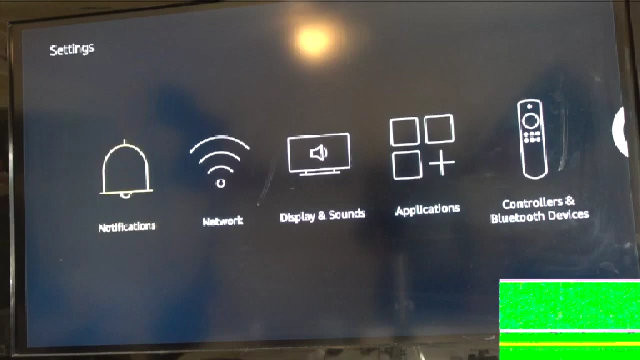 Settings
Notifications
Network
Display & Sounds
Applications
Controllers &
Bluetooth Devices